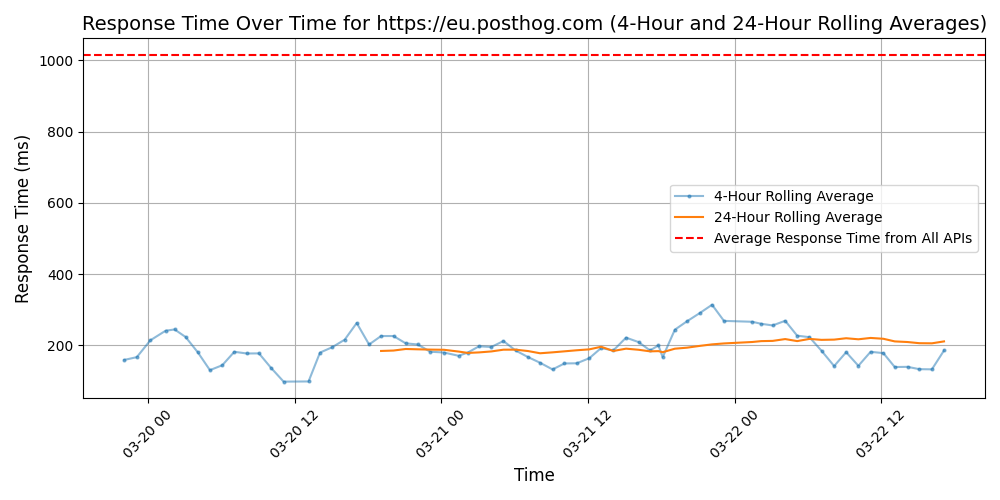 Response Time Over Time for https://eu.posthog.com (4-Hour and 24-Hour Rolling Averages)
Response Time (ms)
1000
800
600
400
200
4-Hour Rolling Average
24-Hour Rolling Average
Average Response Time from All APIs
03-20 00
03-20 12
03-21 00
03-21 12
03-22 00
03-22 12
Time